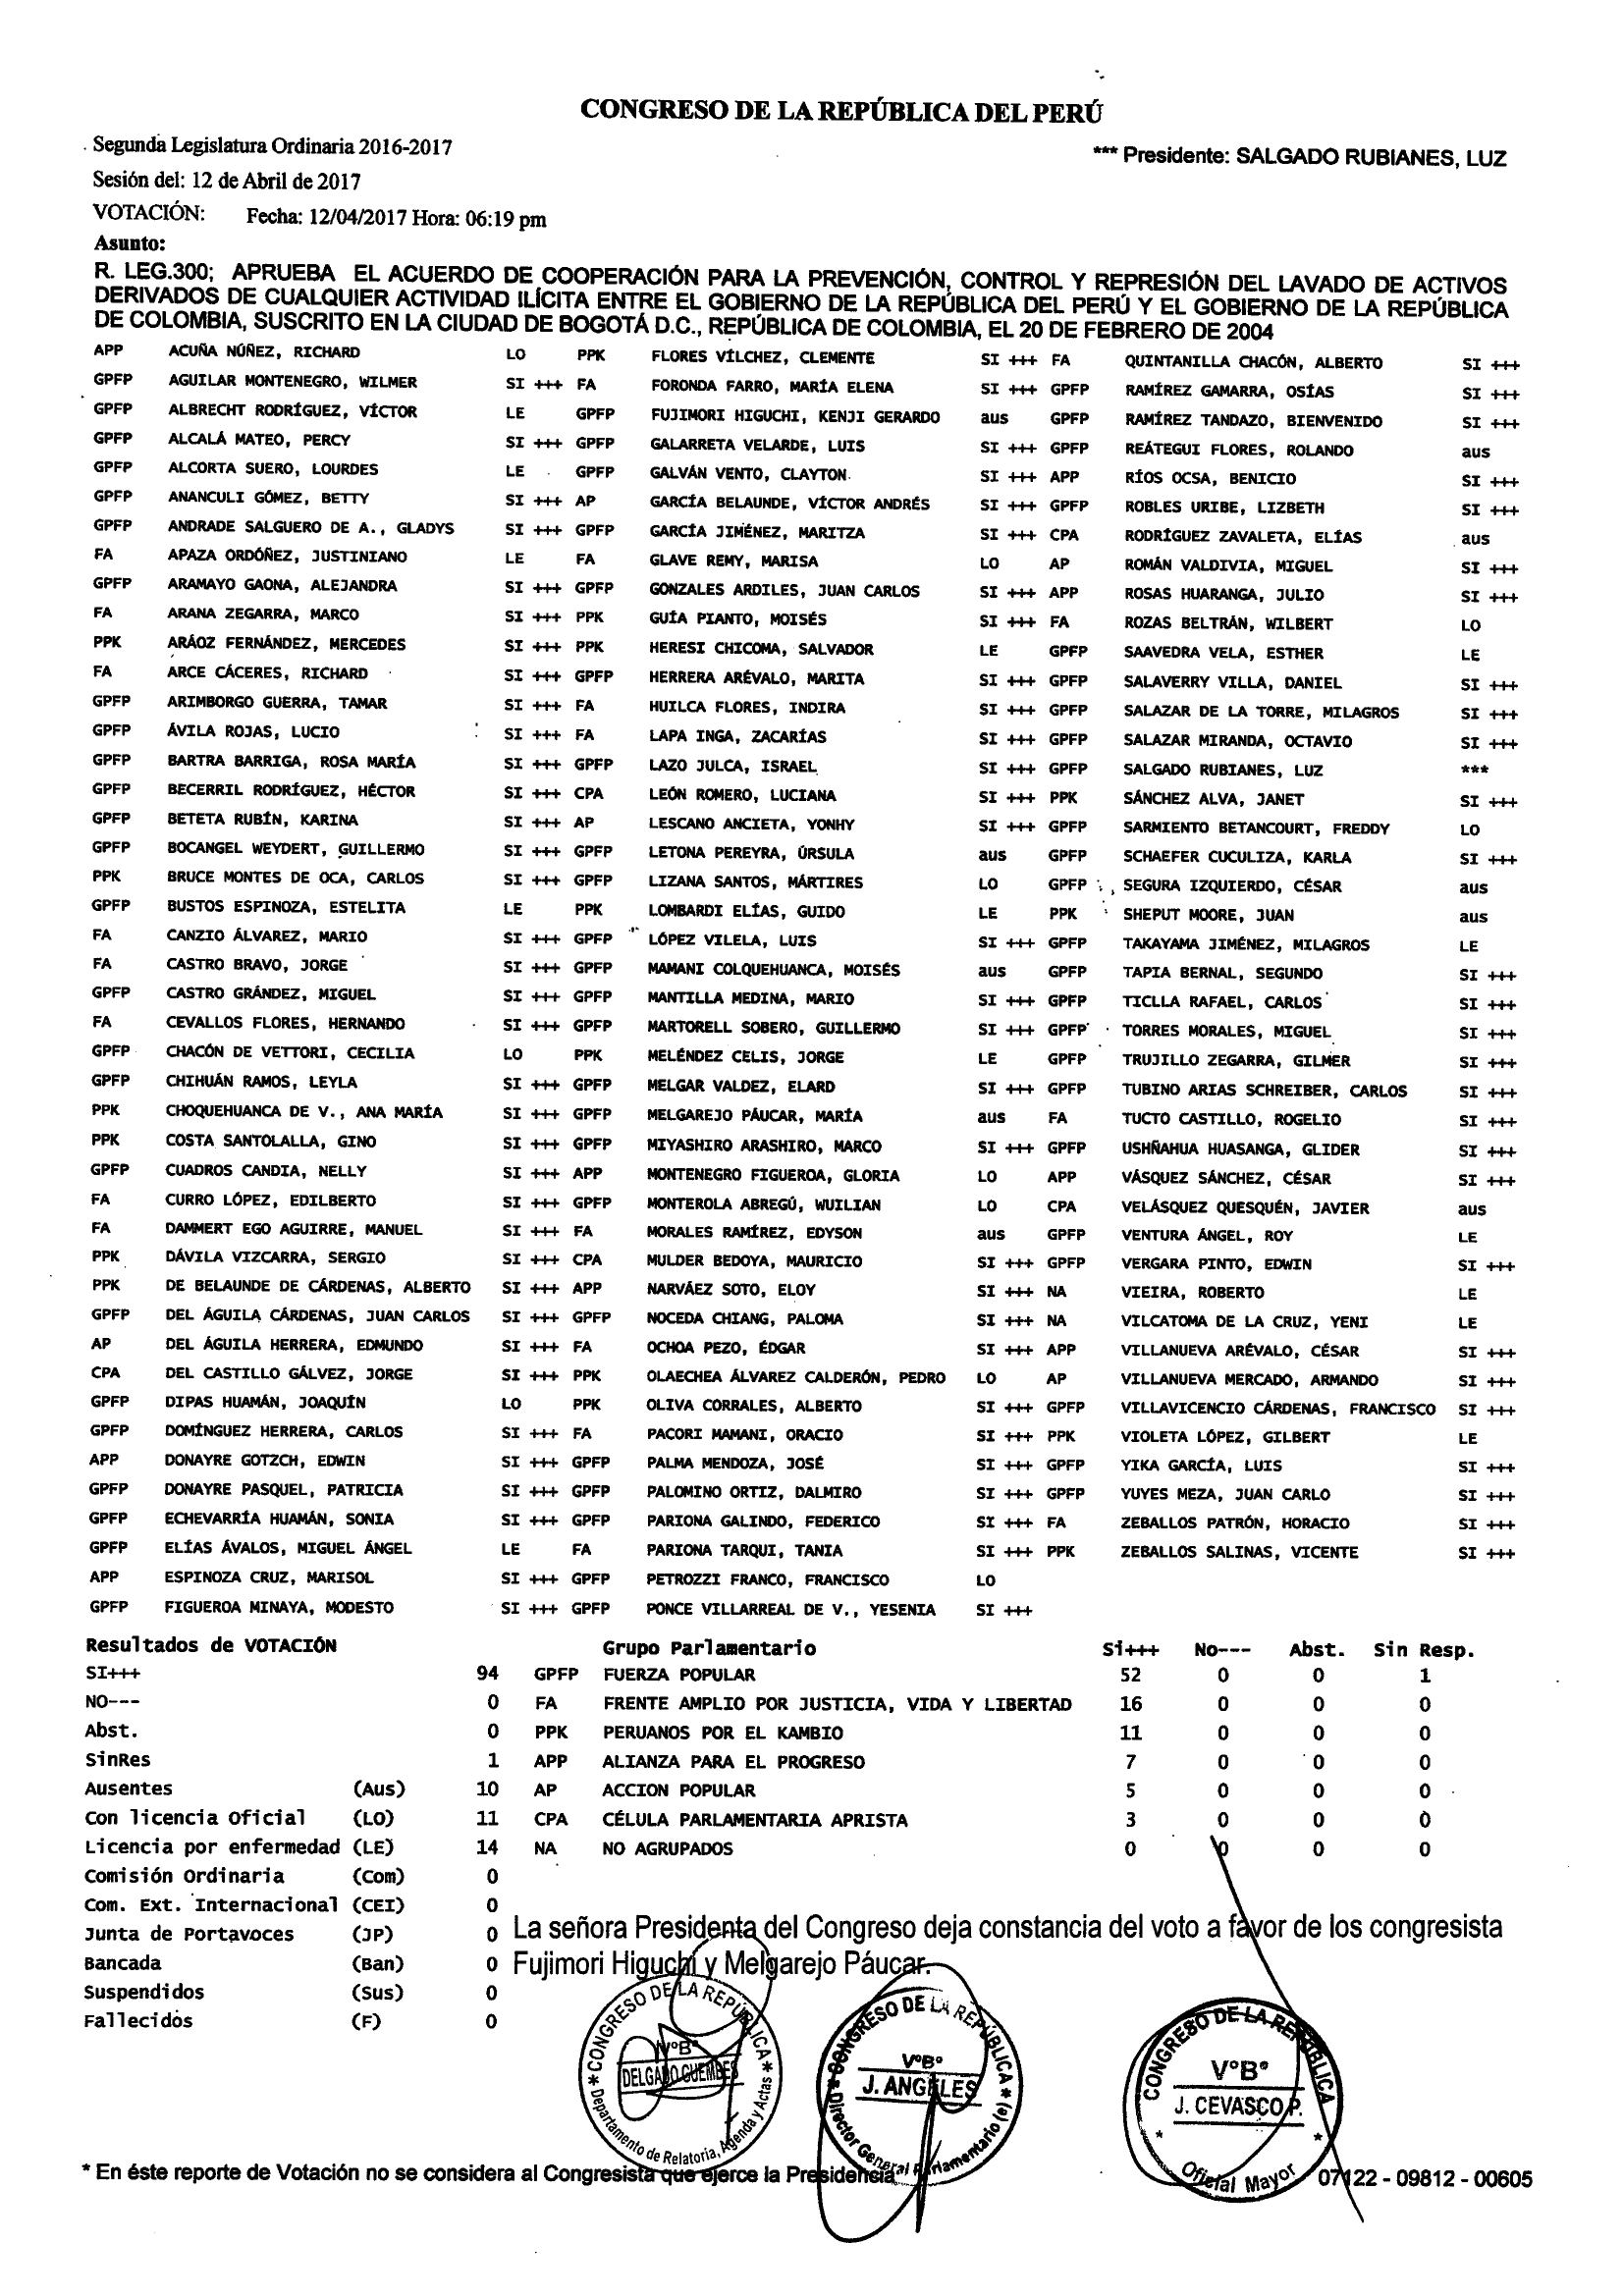 CONGRESO DE LA REPÚBLICA DEL PERÚ
Segunda Legislatura Ordinaria 2016-2017
*** Presidente: SALGADO RUBIANES, LUZ
Sesión del: 12 de Abril de 2017
VOTACIÓN: Fecha: 12/04/2017 Hora: 06:19 pm
Asunto:
R. LEG.300; APRUEBA EL ACUERDO DE COOPERACIÓN PARA LA PREVENCIÓN, CONTROL Y REPRESIÓN DEL LAVADO DE ACTIVOS
DERIVADOS DE CUALQUIER ACTIVIDAD ILÍCITA ENTRE EL GOBIERNO DE LA REPÚBLICA DEL PERÚ Y EL GOBIERNO DE LA REPÚBLICA
DE COLOMBIA, SUSCRITO EN LA CIUDAD DE BOGOTÁ D.C., REPÚBLICA DE COLOMBIA, EL 20 DE FEBRERO DE 2004
APP ACUÑA NÚÑEZ, RICHARD LO PPK FLORES VÍLCHEZ, CLEMENTE SI +++ FA QUINTANILLA CHACÓN, ALBERTO SI +++
GPFP AGUILAR MONTENEGRO, WILMER SI +++ FA FORONDA FARRO, MARÍA ELENA SI +++ GPFP RAMÍREZ GAMARRA, OSÍAS SI +++
GPFP ALBRECHT RODRÍGUEZ, VÍCTOR LE GPFP FUJIMORI HIGUCHI, KENJI GERARDO aus GPFP RAMÍREZ TANDAZO, BIENVENIDO SI +++
GPFP ALCALÁ MATEO, PERCY SI +++ GPFP GALARRETA VELARDE, LUIS SI +++ GPFP REÁTEGUI FLORES, ROLANDO aus
GPFP ALCORTA SUERO, LOURDES LE GPFP GALVÁN VENTO, CLAYTON SI +++ APP RÍOS OCSA, BENICIO SI +++
GPFP ANANCULI GÓMEZ, BETTY SI +++ AP GARCÍA BELAUNDE, VÍCTOR ANDRÉS SI +++ GPFP ROBLES URIBE, LIZBETH SI +++
GPFP ANDRADE SALGUERO DE A., GLADYS SI +++ GPFP GARCÍA JIMÉNEZ, MARITZA SI +++ CPA RODRÍGUEZ ZAVALETA, ELÍAS aus
FA APAZA ORDÓÑEZ, JUSTINIANO LE FA GLAVE REMY, MARISA LO AP ROMÁN VALDIVIA, MIGUEL SI +++
GPFP ARAMAYO GAONA, ALEJANDRA SI +++ GPFP GONZALES ARDILES, JUAN CARLOS SI +++ APP ROSAS HUARANGA, JULIO SI +++
FA ARANA ZEGARRA, MARCO SI +++ PPK GUÍA PIANTO, MOISÉS SI +++ FA ROZAS BELTRÁN, WILBERT LO
PPK ARÁOZ FERNÁNDEZ, MERCEDES SI +++ PPK HERESI CHICOMA, SALVADOR LE GPFP SAAVEDRA VELA, ESTHER LE
FA ARCE CÁCERES, RICHARD SI +++ GPFP HERRERA ARÉVALO, MARITA SI +++ GPFP SALAVERRY VILLA, DANIEL SI +++
GPFP ARIMBORGO GUERRA, TAMAR SI +++ FA HUILCA FLORES, INDIRA SI +++ GPFP SALAZAR DE LA TORRE, MILAGROS SI +++
GPFP ÁVILA ROJAS, LUCIO SI +++ FA LAPA INGA, ZACARÍAS SI +++ GPFP SALAZAR MIRANDA, OCTAVIO SI +++
GPFP BARTRA BARRIGA, ROSA MARÍA SI +++ GPFP LAZO JULCA, ISRAEL SI +++ GPFP SALGADO RUBIANES, LUZ ***
GPFP BECERRIL RODRÍGUEZ, HÉCTOR SI +++ CPA LEÓN ROMERO, LUCIANA SI +++ PPK SÁNCHEZ ALVA, JANET SI +++
GPFP BETETA RUBÍN, KARINA SI +++ AP LESCANO ANCIETA, YONHY SI +++ GPFP SARMIENTO BETANCOURT, FREDDY LO
GPFP BOCANGEL WEYDERT, GUILLERMO SI +++ GPFP LETONA PEREYRA, ÚRSULA aus GPFP SCHAEFER CUCULIZA, KARLA SI +++
PPK BRUCE MONTES DE OCA, CARLOS SI +++ GPFP LIZANA SANTOS, MÁRTIRES LO GPFP SEGURA IZQUIERDO, CÉSAR aus
GPFP BUSTOS ESPINOZA, ESTELITA LE PPK LOMBARDI ELÍAS, GUIDO LE PPK SHEPUT MOORE, JUAN aus
FA CANZIO ÁLVAREZ, MARIO SI +++ GPFP LÓPEZ VILELA, LUIS SI +++ GPFP TAKAYAMA JIMÉNEZ, MILAGROS LE
FA CASTRO BRAVO, JORGE SI +++ GPFP MAMANI COLQUEHUANCA, MOISÉS aus GPFP TAPIA BERNAL, SEGUNDO SI +++
GPFP CASTRO GRÁNDEZ, MIGUEL SI +++ GPFP MANTILLA MEDINA, MARIO SI +++ GPFP TICLLA RAFAEL, CARLOS SI +++
FA CEVALLOS FLORES, HERNANDO SI +++ GPFP MARTORELL SOBERO, GUILLERMO SI +++ GPFP TORRES MORALES, MIGUEL SI +++
GPFP CHACÓN DE VETTORI, CECILIA LO PPK MELÉNDEZ CELIS, JORGE LE GPFP TRUJILLO ZEGARRA, GILMER SI +++
GPFP CHIHUÁN RAMOS, LEYLA SI +++ GPFP MELGAR VALDEZ, ELARD SI +++ GPFP TUBINO ARIAS SCHREIBER, CARLOS SI +++
PPK CHOQUEHUANCA DE V., ANA MARÍA SI +++ GPFP MELGAREJO PÁUCAR, MARÍA aus FA TUCTO CASTILLO, ROGELIO SI +++
PPK COSTA SANTOLALLA, GINO SI +++ GPFP MIYASHIRO ARASHIRO, MARCO SI +++ GPFP USHÑAHUA HUASANGA, GLIDER SI +++
GPFP CUADROS CANDIA, NELLY SI +++ APP MONTENEGRO FIGUEROA, GLORIA LO APP VÁSQUEZ SÁNCHEZ, CÉSAR SI +++
FA CURRO LÓPEZ, EDILBERTO SI +++ GPFP MONTEROLA ABREGÚ, WUILIAN LO CPA VELÁSQUEZ QUESQUÉN, JAVIER aus
FA DAMMERT EGO AGUIRRE, MANUEL SI +++ FA MORALES RAMÍREZ, EDYSON aus GPFP VENTURA ÁNGEL, ROY LE
PPK DÁVILA VIZCARRA, SERGIO SI +++ CPA MULDER BEDOYA, MAURICIO SI +++ GPFP VERGARA PINTO, EDWIN SI +++
PPK DE BELAUNDE DE CÁRDENAS, ALBERTO SI +++ APP NARVÁEZ SOTO, ELOY SI +++ NA VIEIRA, ROBERTO LE
GPFP DEL ÁGUILA CÁRDENAS, JUAN CARLOS SI +++ GPFP NOCEDA CHIANG, PALOMA SI +++ NA VILCATOMA DE LA CRUZ, YENI LE
AP DEL ÁGUILA HERRERA, EDMUNDO SI +++ FA OCHOA PEZO, ÉDGAR SI +++ APP VILLANUEVA ARÉVALO, CÉSAR SI +++
CPA DEL CASTILLO GÁLVEZ, JORGE SI +++ PPK OLAECHEA ÁLVAREZ CALDERÓN, PEDRO LO AP VILLANUEVA MERCADO, ARMANDO SI +++
GPFP DIPAS HUAMÁN, JOAQUÍN LO PPK OLIVA CORRALES, ALBERTO SI +++ GPFP VILLAVICENCIO CÁRDENAS, FRANCISCO SI +++
GPFP DOMÍNGUEZ HERRERA, CARLOS SI +++ FA PACORI MAMANI, ORACIO SI +++ PPK VIOLETA LÓPEZ, GILBERT LE
APP DONAYRE GOTZCH, EDWIN SI +++ GPFP PALMA MENDOZA, JOSÉ SI +++ GPFP YIKA GARCÍA, LUIS SI +++
GPFP DONAYRE PASQUEL, PATRICIA SI +++ GPFP PALOMINO ORTIZ, DALMIRO SI +++ GPFP YUYES MEZA, JUAN CARLO SI +++
GPFP ECHEVARRÍA HUAMÁN, SONIA SI +++ GPFP PARIONA GALINDO, FEDERICO SI +++ FA ZEBALLOS PATRÓN, HORACIO SI +++
GPFP ELÍAS ÁVALOS, MIGUEL ÁNGEL LE FA PARIONA TARQUI, TANIA SI +++ PPK ZEBALLOS SALINAS, VICENTE SI +++
APP ESPINOZA CRUZ, MARISOL SI +++ GPFP PETROZZI FRANCO, FRANCISCO LO
GPFP FIGUEROA MINAYA, MODESTO SI +++ GPFP PONCE VILLARREAL DE V., YESENIA SI +++
Resultados de VOTACIÓN Grupo Parlamentario Si+++ No--- Abst. Sin Resp.
SI+++ 94 GPFP FUERZA POPULAR 52 0 0 1
NO--- 0 FA FRENTE AMPLIO POR JUSTICIA, VIDA Y LIBERTAD 16 0 0 0
Abst. 0 PPK PERUANOS POR EL KAMBIO 11 0 0 0
SinRes 1 APP ALIANZA PARA EL PROGRESO 7 0 0 0
Ausentes (Aus) 10 AP ACCION POPULAR 5 0 0 0
Con licencia Oficial (LO) 11 CPA CÉLULA PARLAMENTARIA APRISTA 3 0 0 0
Licencia por enfermedad (LE) 14 NA NO AGRUPADOS 0 0 0 0
Comisión Ordinaria (Com) 0
Com. Ext. Internacional (CEI) 0
Junta de Portavoces (JP) 0
Bancada (Ban) 0
Suspendidos (Sus) 0
Fallecidos (F) 0
La señora Presidenta del Congreso deja constancia del voto a favor de los congresista
Fujimori Higuchi y Melgarejo Páucar.
* CONGRESO DE LA REPÚBLICA *
VºBº
DELGADO GUEMBES
Departamento de Relatoría, Agenda y Actas
* CONGRESO DE LA REPÚBLICA *
VºBº
J. ANGELES
Director General Parlamentario (e)
CONGRESO DE LA REPÚBLICA
VºBº
J. CEVASCO P.
* Oficial Mayor *
* En éste reporte de Votación no se considera al Congresista que ejerce la Presidencia
07122 - 09812 - 00605